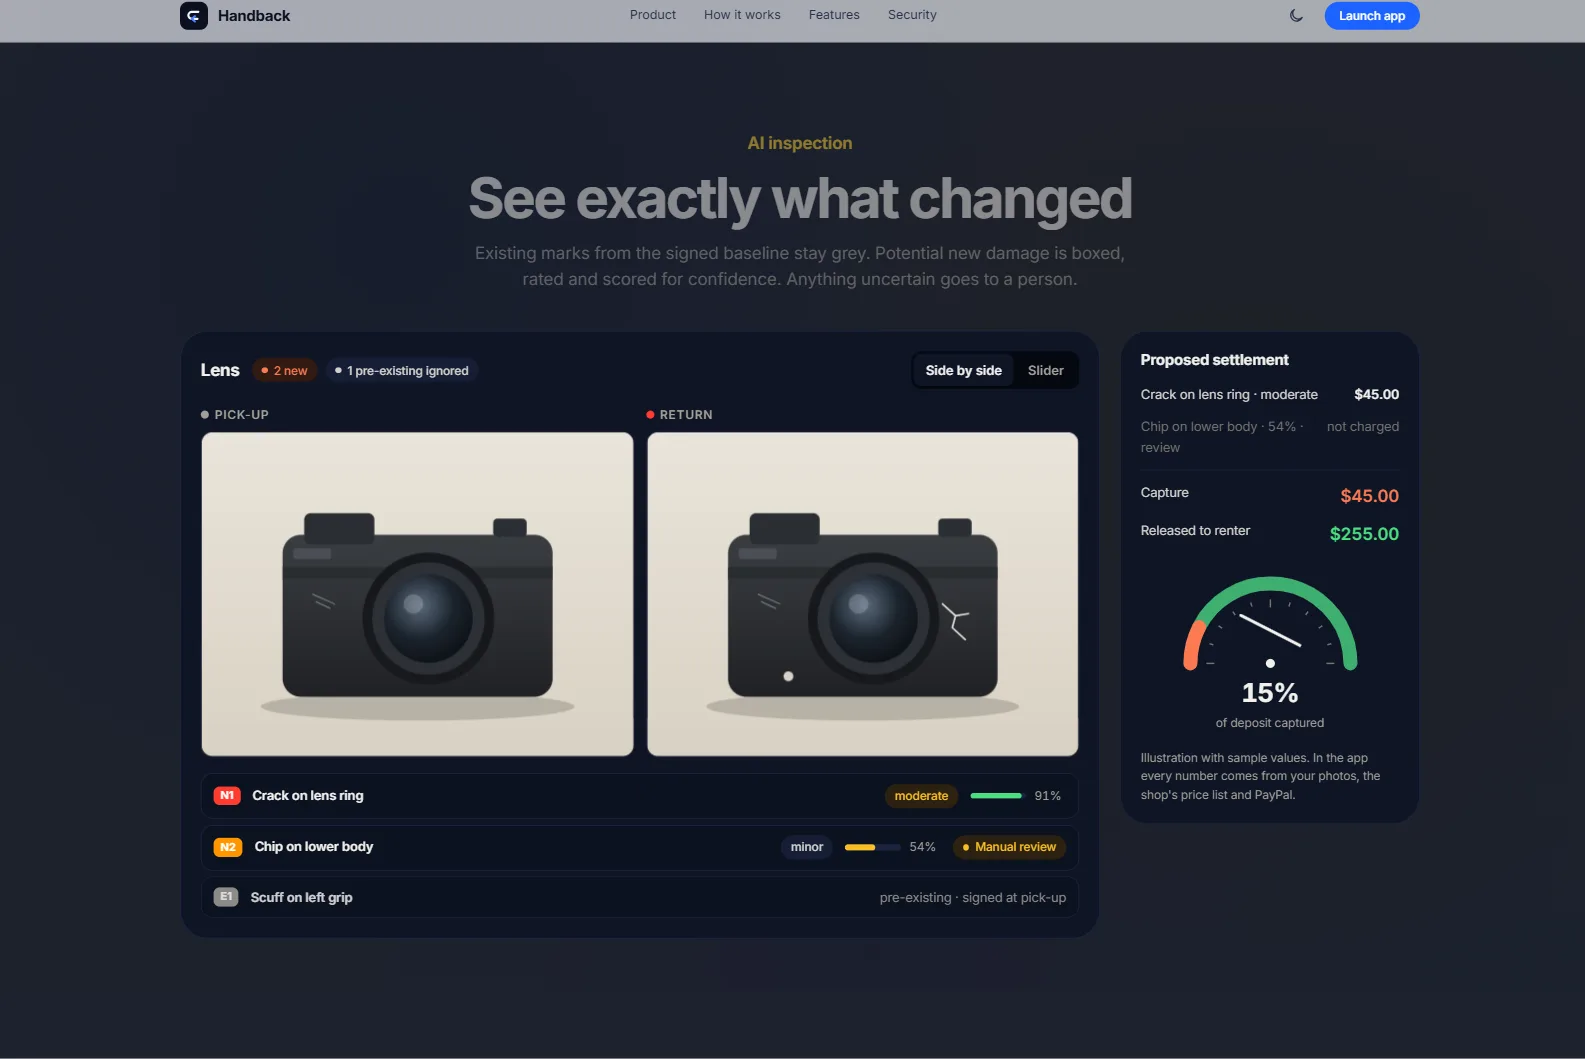 Handback
Product
How it works
Features
Security
Launch app
AI inspection
See exactly what changed
Existing marks from the signed baseline stay grey. Potential new damage is boxed,
rated and scored for confidence. Anything uncertain goes to a person.
Lens
2 new
1 pre-existing ignored
Side by side
Slider
PICK-UP
RETURN
N1 Crack on lens ring
moderate
91%
N2 Chip on lower body
minor
54%
Manual review
E1 Scuff on left grip
pre-existing · signed at pick-up
Proposed settlement
Crack on lens ring · moderate $45.00
Chip on lower body · 54% · not charged
review
Capture $45.00
Released to renter $255.00
15%
of deposit captured
Illustration with sample values. In the app
every number comes from your photos, the
shop's price list and PayPal.